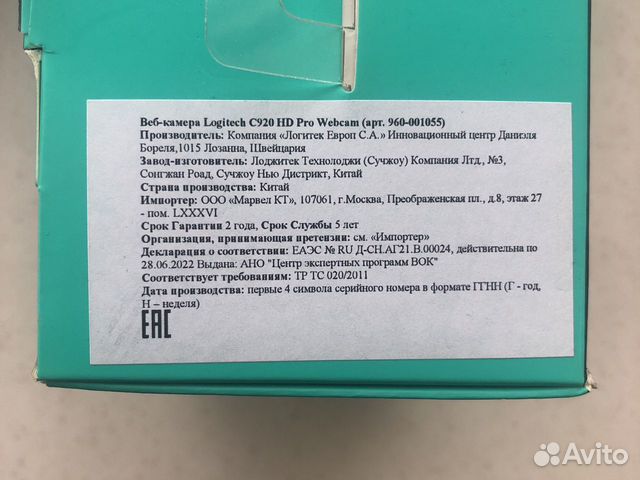 Веб-камера Logitech C920 HD Pro Webcam (арт. 960-001055)
Производитель: Компания «Логитек Европ С.А.» Инновационный центр Даниэля
Бореля,1015 Лозанна, Швейцария
Завод-изготовитель: Лоджитек Технолоджи (Сучжоу) Компания Лтд., №3,
Сонгжан Роад, Сучжоу Нью Дистрикт, Китай
Страна производства: Китай
Импортер: ООО «Марвел КТ», 107061, г.Москва, Преображенская пл., д.8, этаж 27
- пом. LXXXVI
Срок Гарантии 2 года, Срок Службы 5 лет
Организация, принимающая претензии: см. «Импортер»
Декларация о соответствии: ЕАЭС № RU Д-CH.АГ21.В.00024, действительна по
28.06.2022 Выдана: АНО "Центр экспертных программ ВОК"
Соответствует требованиям: ТР ТС 020/2011
Дата производства: первые 4 символа серийного номера в формате ГГНН (Г - год,
Н – неделя)
EAC
Avito